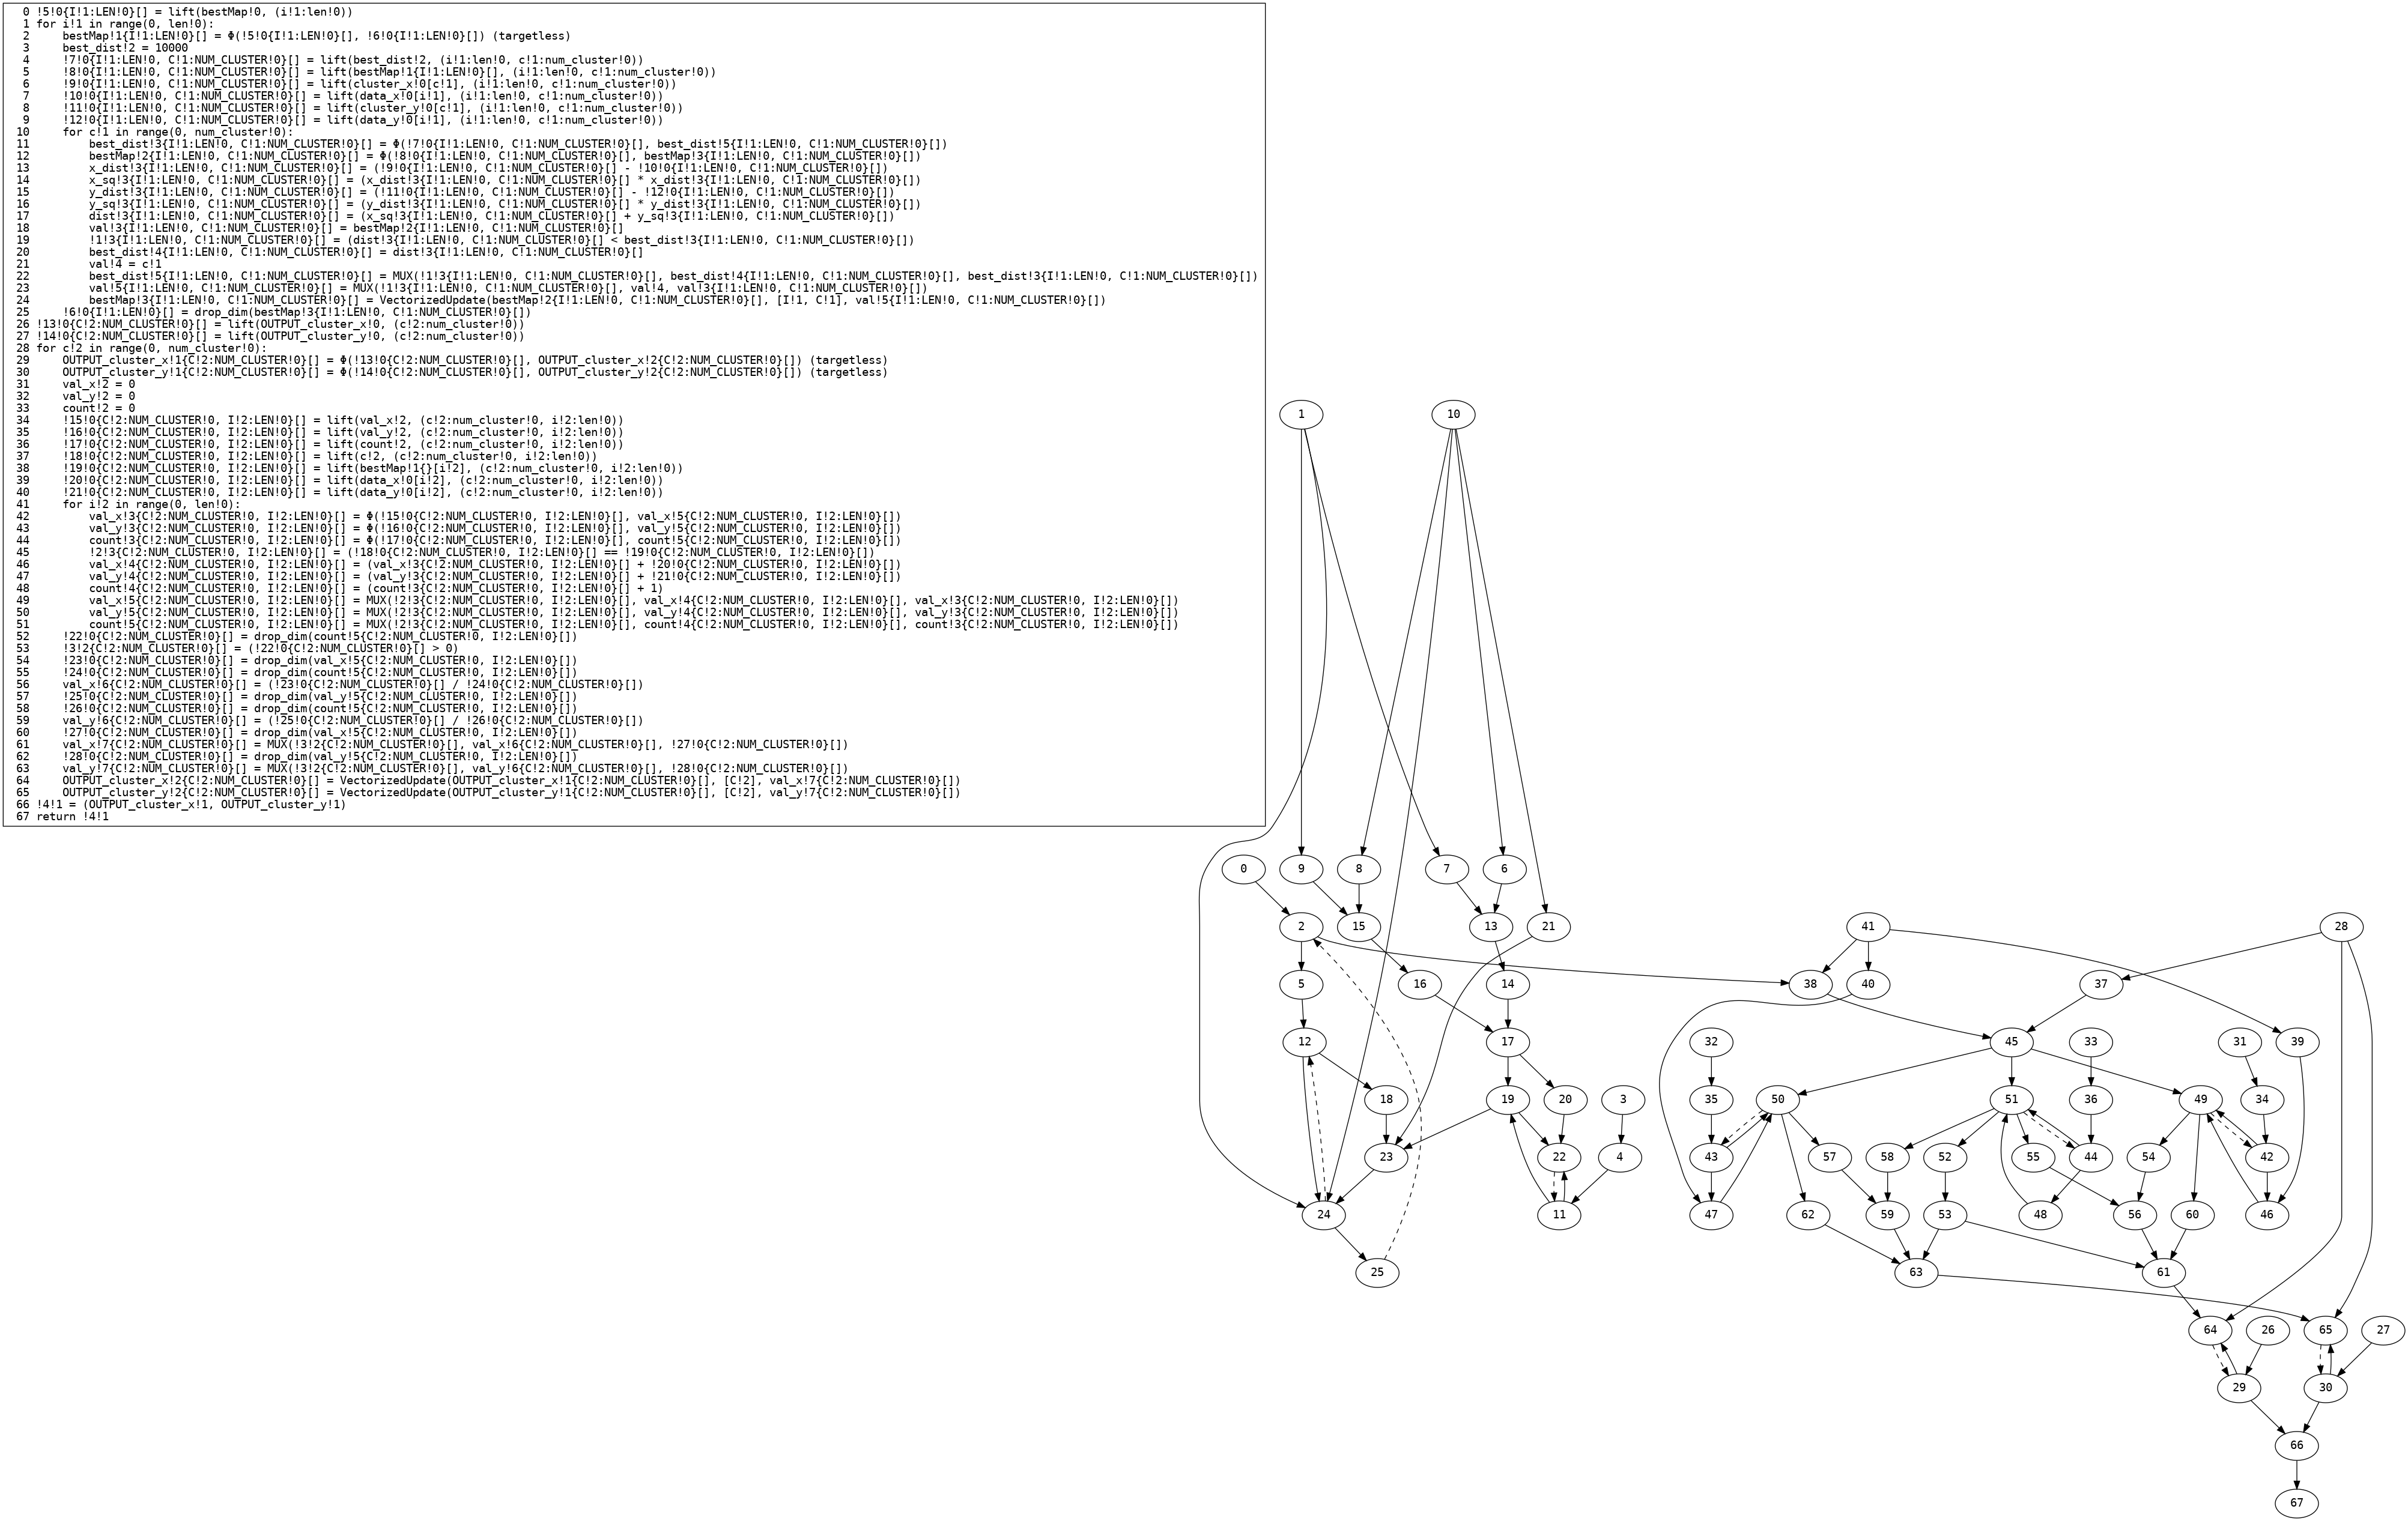 0 !5!0{I!1:LEN!0}[] = lift(bestMap!0, (i!1:len!0))
1 for i!1 in range(0, len!0):
2     bestMap!1{I!1:LEN!0}[] = Φ(!5!0{I!1:LEN!0}[], !6!0{I!1:LEN!0}[]) (targetless)
3     best_dist!2 = 10000
4     !7!0{I!1:LEN!0, C!1:NUM_CLUSTER!0}[] = lift(best_dist!2, (i!1:len!0, c!1:num_cluster!0))
5     !8!0{I!1:LEN!0, C!1:NUM_CLUSTER!0}[] = lift(bestMap!1{I!1:LEN!0}[], (i!1:len!0, c!1:num_cluster!0))
6     !9!0{I!1:LEN!0, C!1:NUM_CLUSTER!0}[] = lift(cluster_x!0[c!1], (i!1:len!0, c!1:num_cluster!0))
7     !10!0{I!1:LEN!0, C!1:NUM_CLUSTER!0}[] = lift(data_x!0[i!1], (i!1:len!0, c!1:num_cluster!0))
8     !11!0{I!1:LEN!0, C!1:NUM_CLUSTER!0}[] = lift(cluster_y!0[c!1], (i!1:len!0, c!1:num_cluster!0))
9     !12!0{I!1:LEN!0, C!1:NUM_CLUSTER!0}[] = lift(data_y!0[i!1], (i!1:len!0, c!1:num_cluster!0))
10     for c!1 in range(0, num_cluster!0):
11         best_dist!3{I!1:LEN!0, C!1:NUM_CLUSTER!0}[] = Φ(!7!0{I!1:LEN!0, C!1:NUM_CLUSTER!0}[], best_dist!5{I!1:LEN!0, C!1:NUM_CLUSTER!0}[])
12         bestMap!2{I!1:LEN!0, C!1:NUM_CLUSTER!0}[] = Φ(!8!0{I!1:LEN!0, C!1:NUM_CLUSTER!0}[], bestMap!3{I!1:LEN!0, C!1:NUM_CLUSTER!0}[])
13         x_dist!3{I!1:LEN!0, C!1:NUM_CLUSTER!0}[] = (!9!0{I!1:LEN!0, C!1:NUM_CLUSTER!0}[] - !10!0{I!1:LEN!0, C!1:NUM_CLUSTER!0}[])
14         x_sq!3{I!1:LEN!0, C!1:NUM_CLUSTER!0}[] = (x_dist!3{I!1:LEN!0, C!1:NUM_CLUSTER!0}[] * x_dist!3{I!1:LEN!0, C!1:NUM_CLUSTER!0}[])
15         y_dist!3{I!1:LEN!0, C!1:NUM_CLUSTER!0}[] = (!11!0{I!1:LEN!0, C!1:NUM_CLUSTER!0}[] - !12!0{I!1:LEN!0, C!1:NUM_CLUSTER!0}[])
16         y_sq!3{I!1:LEN!0, C!1:NUM_CLUSTER!0}[] = (y_dist!3{I!1:LEN!0, C!1:NUM_CLUSTER!0}[] * y_dist!3{I!1:LEN!0, C!1:NUM_CLUSTER!0}[])
17         dist!3{I!1:LEN!0, C!1:NUM_CLUSTER!0}[] = (x_sq!3{I!1:LEN!0, C!1:NUM_CLUSTER!0}[] + y_sq!3{I!1:LEN!0, C!1:NUM_CLUSTER!0}[])
18         val!3{I!1:LEN!0, C!1:NUM_CLUSTER!0}[] = bestMap!2{I!1:LEN!0, C!1:NUM_CLUSTER!0}[]
19         !1!3{I!1:LEN!0, C!1:NUM_CLUSTER!0}[] = (dist!3{I!1:LEN!0, C!1:NUM_CLUSTER!0}[] < best_dist!3{I!1:LEN!0, C!1:NUM_CLUSTER!0}[])
20         best_dist!4{I!1:LEN!0, C!1:NUM_CLUSTER!0}[] = dist!3{I!1:LEN!0, C!1:NUM_CLUSTER!0}[]
21         val!4 = c!1
22         best_dist!5{I!1:LEN!0, C!1:NUM_CLUSTER!0}[] = MUX(!1!3{I!1:LEN!0, C!1:NUM_CLUSTER!0}[], best_dist!4{I!1:LEN!0, C!1:NUM_CLUSTER!0}[], best_dist!3{I!1:LEN!0, C!1:NUM_CLUSTER!0}[])
23         val!5{I!1:LEN!0, C!1:NUM_CLUSTER!0}[] = MUX(!1!3{I!1:LEN!0, C!1:NUM_CLUSTER!0}[], val!4, val!3{I!1:LEN!0, C!1:NUM_CLUSTER!0}[])
24         bestMap!3{I!1:LEN!0, C!1:NUM_CLUSTER!0}[] = VectorizedUpdate(bestMap!2{I!1:LEN!0, C!1:NUM_CLUSTER!0}[], [I!1, C!1], val!5{I!1:LEN!0, C!1:NUM_CLUSTER!0}[])
25     !6!0{I!1:LEN!0}[] = drop_dim(bestMap!3{I!1:LEN!0, C!1:NUM_CLUSTER!0}[])
26 !13!0{C!2:NUM_CLUSTER!0}[] = lift(OUTPUT_cluster_x!0, (c!2:num_cluster!0))
27 !14!0{C!2:NUM_CLUSTER!0}[] = lift(OUTPUT_cluster_y!0, (c!2:num_cluster!0))
28 for c!2 in range(0, num_cluster!0):
29     OUTPUT_cluster_x!1{C!2:NUM_CLUSTER!0}[] = Φ(!13!0{C!2:NUM_CLUSTER!0}[], OUTPUT_cluster_x!2{C!2:NUM_CLUSTER!0}[]) (targetless)
30     OUTPUT_cluster_y!1{C!2:NUM_CLUSTER!0}[] = Φ(!14!0{C!2:NUM_CLUSTER!0}[], OUTPUT_cluster_y!2{C!2:NUM_CLUSTER!0}[]) (targetless)
31     val_x!2 = 0
32     val_y!2 = 0
33     count!2 = 0
34     !15!0{C!2:NUM_CLUSTER!0, I!2:LEN!0}[] = lift(val_x!2, (c!2:num_cluster!0, i!2:len!0))
35     !16!0{C!2:NUM_CLUSTER!0, I!2:LEN!0}[] = lift(val_y!2, (c!2:num_cluster!0, i!2:len!0))
36     !17!0{C!2:NUM_CLUSTER!0, I!2:LEN!0}[] = lift(count!2, (c!2:num_cluster!0, i!2:len!0))
37     !18!0{C!2:NUM_CLUSTER!0, I!2:LEN!0}[] = lift(c!2, (c!2:num_cluster!0, i!2:len!0))
38     !19!0{C!2:NUM_CLUSTER!0, I!2:LEN!0}[] = lift(bestMap!1{}[i!2], (c!2:num_cluster!0, i!2:len!0))
39     !20!0{C!2:NUM_CLUSTER!0, I!2:LEN!0}[] = lift(data_x!0[i!2], (c!2:num_cluster!0, i!2:len!0))
40     !21!0{C!2:NUM_CLUSTER!0, I!2:LEN!0}[] = lift(data_y!0[i!2], (c!2:num_cluster!0, i!2:len!0))
41     for i!2 in range(0, len!0):
42         val_x!3{C!2:NUM_CLUSTER!0, I!2:LEN!0}[] = Φ(!15!0{C!2:NUM_CLUSTER!0, I!2:LEN!0}[], val_x!5{C!2:NUM_CLUSTER!0, I!2:LEN!0}[])
43         val_y!3{C!2:NUM_CLUSTER!0, I!2:LEN!0}[] = Φ(!16!0{C!2:NUM_CLUSTER!0, I!2:LEN!0}[], val_y!5{C!2:NUM_CLUSTER!0, I!2:LEN!0}[])
44         count!3{C!2:NUM_CLUSTER!0, I!2:LEN!0}[] = Φ(!17!0{C!2:NUM_CLUSTER!0, I!2:LEN!0}[], count!5{C!2:NUM_CLUSTER!0, I!2:LEN!0}[])
45         !2!3{C!2:NUM_CLUSTER!0, I!2:LEN!0}[] = (!18!0{C!2:NUM_CLUSTER!0, I!2:LEN!0}[] == !19!0{C!2:NUM_CLUSTER!0, I!2:LEN!0}[])
46         val_x!4{C!2:NUM_CLUSTER!0, I!2:LEN!0}[] = (val_x!3{C!2:NUM_CLUSTER!0, I!2:LEN!0}[] + !20!0{C!2:NUM_CLUSTER!0, I!2:LEN!0}[])
47         val_y!4{C!2:NUM_CLUSTER!0, I!2:LEN!0}[] = (val_y!3{C!2:NUM_CLUSTER!0, I!2:LEN!0}[] + !21!0{C!2:NUM_CLUSTER!0, I!2:LEN!0}[])
48         count!4{C!2:NUM_CLUSTER!0, I!2:LEN!0}[] = (count!3{C!2:NUM_CLUSTER!0, I!2:LEN!0}[] + 1)
49         val_x!5{C!2:NUM_CLUSTER!0, I!2:LEN!0}[] = MUX(!2!3{C!2:NUM_CLUSTER!0, I!2:LEN!0}[], val_x!4{C!2:NUM_CLUSTER!0, I!2:LEN!0}[], val_x!3{C!2:NUM_CLUSTER!0, I!2:LEN!0}[])
50         val_y!5{C!2:NUM_CLUSTER!0, I!2:LEN!0}[] = MUX(!2!3{C!2:NUM_CLUSTER!0, I!2:LEN!0}[], val_y!4{C!2:NUM_CLUSTER!0, I!2:LEN!0}[], val_y!3{C!2:NUM_CLUSTER!0, I!2:LEN!0}[])
51         count!5{C!2:NUM_CLUSTER!0, I!2:LEN!0}[] = MUX(!2!3{C!2:NUM_CLUSTER!0, I!2:LEN!0}[], count!4{C!2:NUM_CLUSTER!0, I!2:LEN!0}[], count!3{C!2:NUM_CLUSTER!0, I!2:LEN!0}[])
52     !22!0{C!2:NUM_CLUSTER!0}[] = drop_dim(count!5{C!2:NUM_CLUSTER!0, I!2:LEN!0}[])
53     !3!2{C!2:NUM_CLUSTER!0}[] = (!22!0{C!2:NUM_CLUSTER!0}[] > 0)
54     !23!0{C!2:NUM_CLUSTER!0}[] = drop_dim(val_x!5{C!2:NUM_CLUSTER!0, I!2:LEN!0}[])
55     !24!0{C!2:NUM_CLUSTER!0}[] = drop_dim(count!5{C!2:NUM_CLUSTER!0, I!2:LEN!0}[])
56     val_x!6{C!2:NUM_CLUSTER!0}[] = (!23!0{C!2:NUM_CLUSTER!0}[] / !24!0{C!2:NUM_CLUSTER!0}[])
57     !25!0{C!2:NUM_CLUSTER!0}[] = drop_dim(val_y!5{C!2:NUM_CLUSTER!0, I!2:LEN!0}[])
58     !26!0{C!2:NUM_CLUSTER!0}[] = drop_dim(count!5{C!2:NUM_CLUSTER!0, I!2:LEN!0}[])
59     val_y!6{C!2:NUM_CLUSTER!0}[] = (!25!0{C!2:NUM_CLUSTER!0}[] / !26!0{C!2:NUM_CLUSTER!0}[])
60     !27!0{C!2:NUM_CLUSTER!0}[] = drop_dim(val_x!5{C!2:NUM_CLUSTER!0, I!2:LEN!0}[])
61     val_x!7{C!2:NUM_CLUSTER!0}[] = MUX(!3!2{C!2:NUM_CLUSTER!0}[], val_x!6{C!2:NUM_CLUSTER!0}[], !27!0{C!2:NUM_CLUSTER!0}[])
62     !28!0{C!2:NUM_CLUSTER!0}[] = drop_dim(val_y!5{C!2:NUM_CLUSTER!0, I!2:LEN!0}[])
63     val_y!7{C!2:NUM_CLUSTER!0}[] = MUX(!3!2{C!2:NUM_CLUSTER!0}[], val_y!6{C!2:NUM_CLUSTER!0}[], !28!0{C!2:NUM_CLUSTER!0}[])
64     OUTPUT_cluster_x!2{C!2:NUM_CLUSTER!0}[] = VectorizedUpdate(OUTPUT_cluster_x!1{C!2:NUM_CLUSTER!0}[], [C!2], val_x!7{C!2:NUM_CLUSTER!0}[])
65     OUTPUT_cluster_y!2{C!2:NUM_CLUSTER!0}[] = VectorizedUpdate(OUTPUT_cluster_y!1{C!2:NUM_CLUSTER!0}[], [C!2], val_y!7{C!2:NUM_CLUSTER!0}[])
66 !4!1 = (OUTPUT_cluster_x!1, OUTPUT_cluster_y!1)
67 return !4!1
1 10
0 9 8 7 6
2 15 13 21 41 28
5 16 14 38 40 37
12 17 32 45 33 31 39
18 19 20 3 35 50 51 36 49 34
23 22 4 43 57 58 52 55 44 54 42
24 11 47 62 59 53 48 56 60 46
25 63 61
64 26 65 27
29 30
66
67